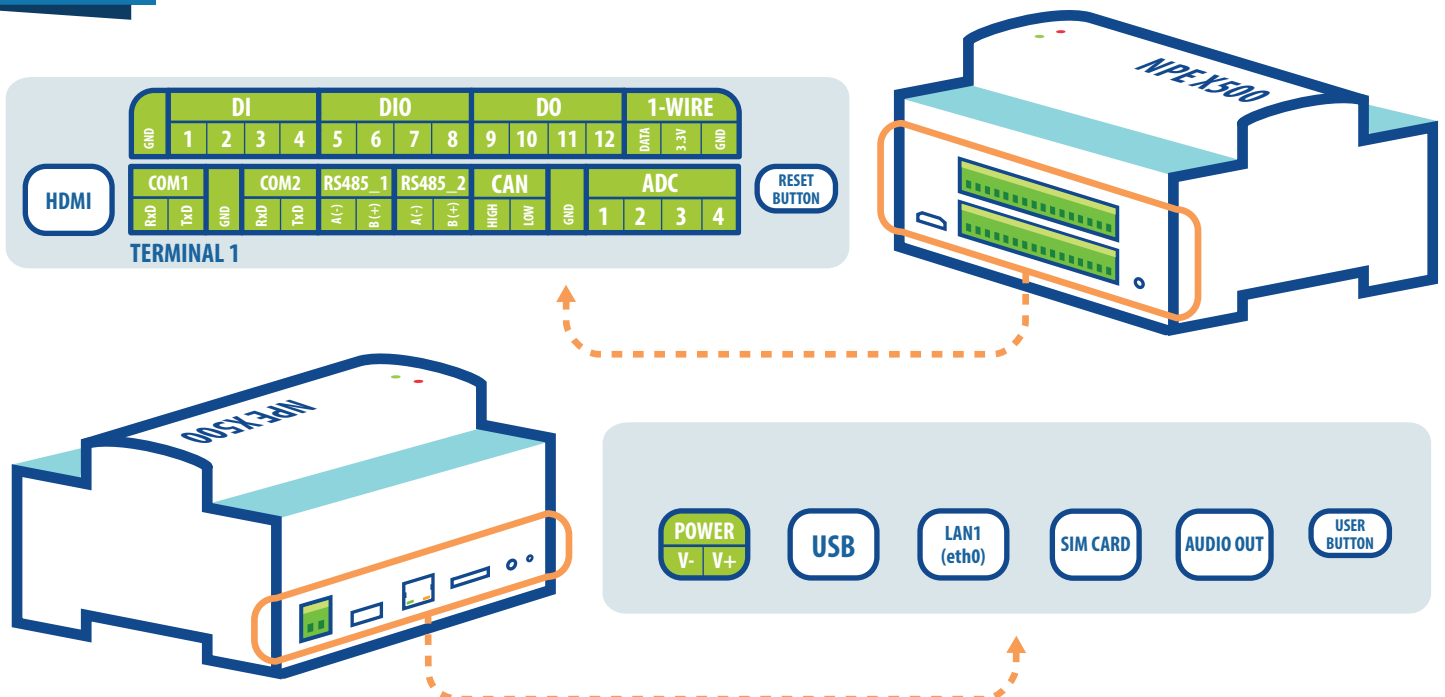 NPE X500
DI DIO DO 1-WIRE
GND 1 2 3 4 5 6 7 8 9 10 11 12 DATA 3.3V GND
HDMI
COM1 GND COM2 RS485_1 RS485_2 CAN GND ADC
RxD TxD RxD TxD A(-) B(+) A(-) B(+) HIGH LOW 1 2 3 4
RESET
BUTTON
TERMINAL 1
NPE X500
POWER
V- V+
USB
LAN1
(eth0)
SIM CARD
AUDIO OUT
USER
BUTTON